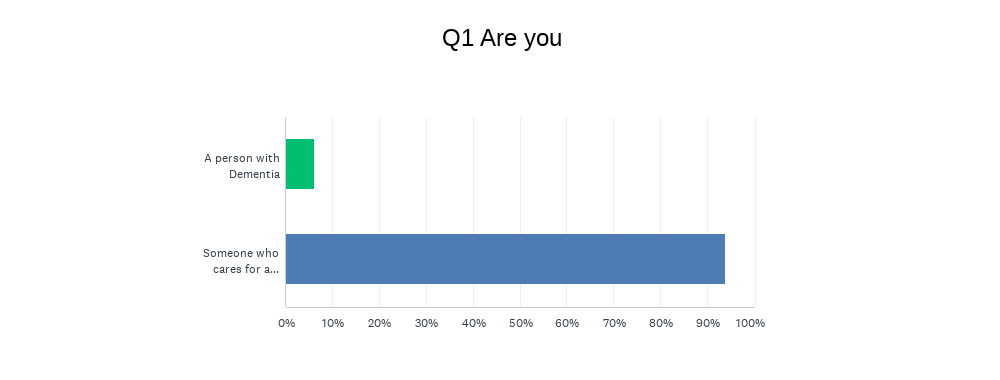 Q1 Are you
A person with
Dementia
Someone who
cares for a...
0% 10% 20% 30% 40% 50% 60% 70% 80% 90% 100%